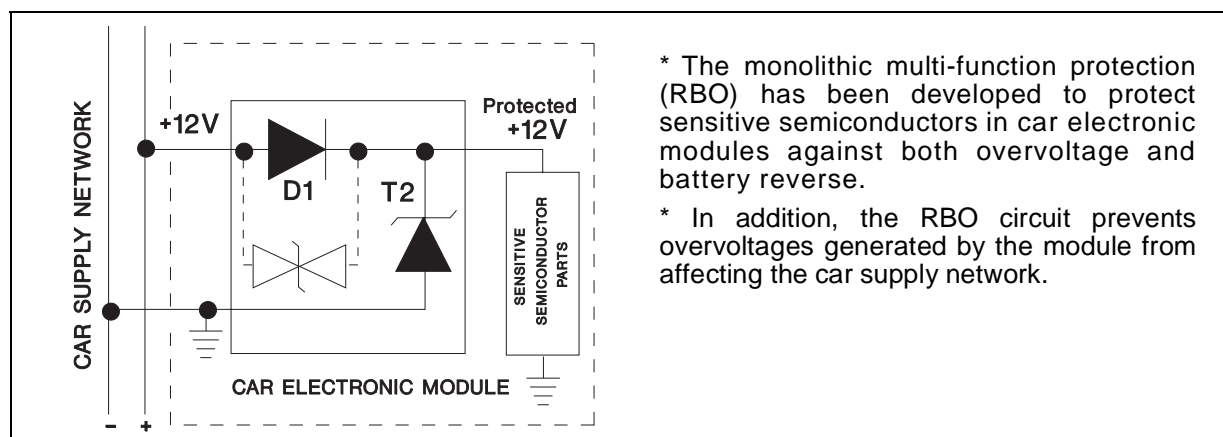 CAR SUPPLY NETWORK
+12V
D1
T2
Protected
+12V
SENSITIVE
SEMICONDUCTOR
PARTS
CAR ELECTRONIC MODULE
- +
* The monolithic multi-function protection
(RBO) has been developed to protect
sensitive semiconductors in car electronic
modules against both overvoltage and
battery reverse.
* In addition, the RBO circuit prevents
overvoltages generated by the module from
affecting the car supply network.